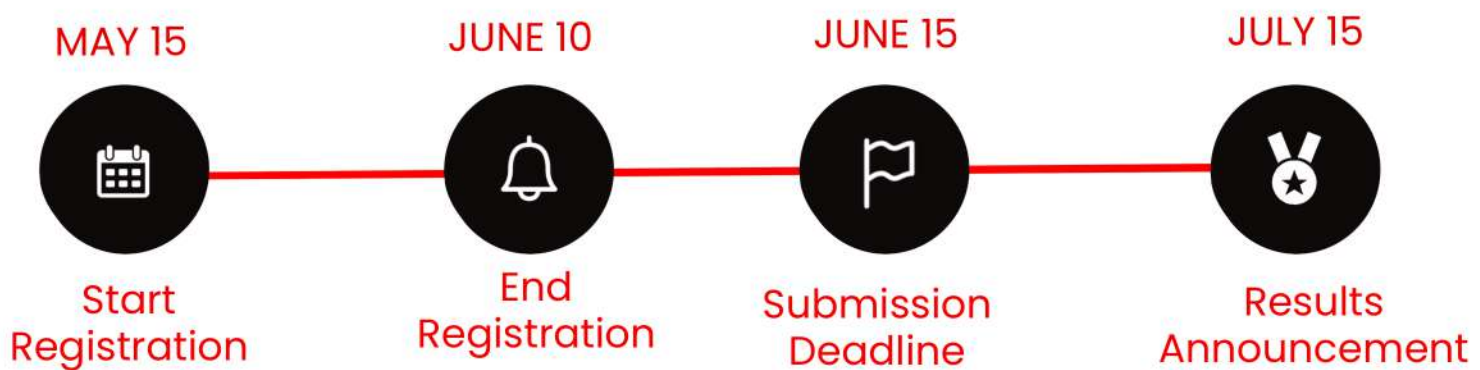 MAY 15
JUNE 10
JUNE 15
JULY 15
Start
Registration
End
Registration
Submission
Deadline
Results
Announcement